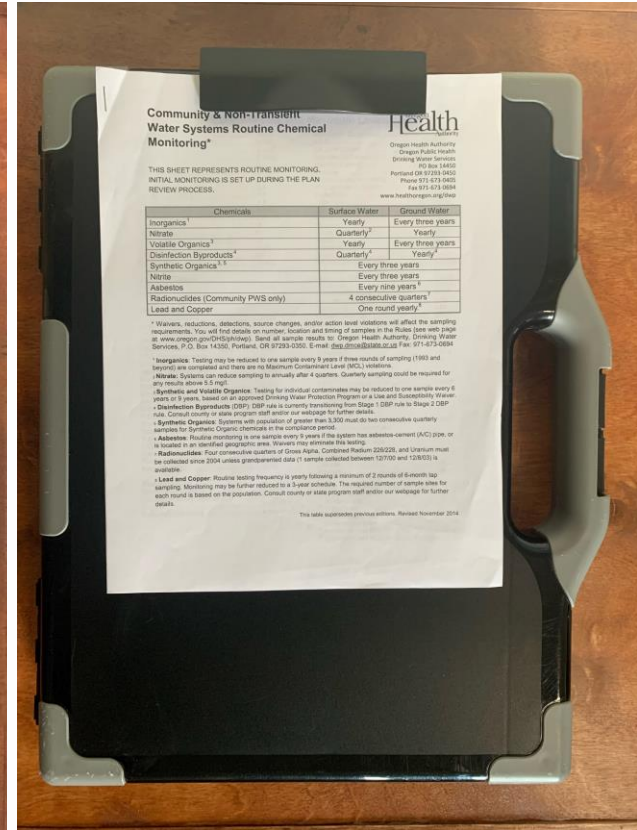 Community & Non-Transient
Water Systems Routine Chemical
Monitoring*
Health
Authority
Oregon Health Authority
Oregon Public Health
Drinking Water Services
PO Box 14450
Portland OR 97293-0450
Phone 971-673-0405
Fax 971-673-0694
www.healthoregon.org/dwp
THIS SHEET REPRESENTS ROUTINE MONITORING.
INITAL MONITORING IS SET UP DURING THE PLAN
REVIEW PROCESS.
Chemicals Surface Water Ground Water
Inorganics1 Yearly Every three years
Nitrate Quarterly2 Yearly
Volatile Organics3 Yearly Every three years
Disinfection Byproducts4 Quarterly4 Yearly4
Synthetic Organics3, 5 Every three years
Nitrite Every three years
Asbestos Every nine years6
Radionuclides (Community PWS only) 4 consecutive quarters7
Lead and Copper One round yearly8
* Waivers, reductions, detections, source changes, and/or action level violations will affect the sampling
requirements. You will find details on number, location and timing of samples in the Rules (see web page
at www.oregon.gov/DHS/ph/dwp). Send all sample results to: Oregon Health Authority, Drinking Water
Services, P.O. Box 14350, Portland, OR 97293-0350. E-mail: dwp.dmce@state.or.us Fax: 971-673-0694
1 Inorganics: Testing may be reduced to one sample every 9 years if three rounds of sampling (1993 and
beyond) are completed and there are no Maximum Contaminant Level (MCL) violations.
2 Nitrate: Systems can reduce sampling to annually after 4 quarters. Quarterly sampling could be required for
any results above 5.5 mg/l.
3 Synthetic and Volatile Organic: Testing for individual contaminates may be reduced to one sample every 6
years or 9 years, based on an approved Drinking Water Protection Program or a Use and Susceptibility Waiver.
4 Disinfection Byproducts (DBP): DBP rule is currently transitioning from Stage 1 DBP rule to Stage 2 DBP
rule. Consult county or state program staff and/or our webpage for further details.
5 Synthetic Organics: Systems with population of greater than 3,300 must do two consecutive quarterly
samples for Synthetic Organic chemicals in the compliance period.
6 Asbestos: Routine monitoring is one sample every 9 years if the system has asbestos-cement (A/C) pipe, or
is located in an identified geographic area. Waivers may eliminate this testing.
7 Radionuclides: Four consecutive quarters of Gross Alpha, Combined Radium 226/228, and Uranium must
be collected since 2004 unless grandparented data (1 sample collected between 12/7/00 and 12/8/03) is
available.
8 Lead and Copper: Routine testing frequency is yearly following a minimum of 2 rounds of 6-month tap
sampling. Monitoring may be further reduced to a 3-year schedule. The required number of sample sites for
each round is based on the population. Consult county or state program staff and/or our webpage for further
details.
This table supersedes previous editions. Revised November 2014